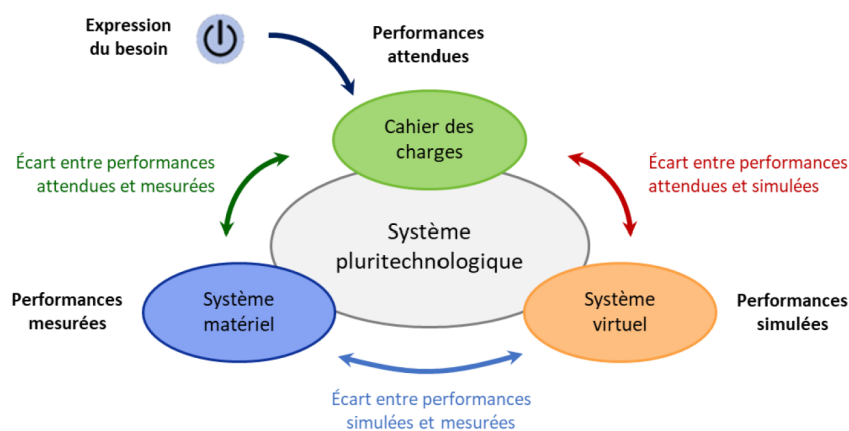 Expression
du besoin
Performances
attendues
Cahier des
charges
Écart entre performances
attendues et mesurées
Écart entre performances
attendues et simulées
Système
pluritechnologique
Performances
mesurées
Système
matériel
Système
virtuel
Performances
simulées
Écart entre performances
simulées et mesurées